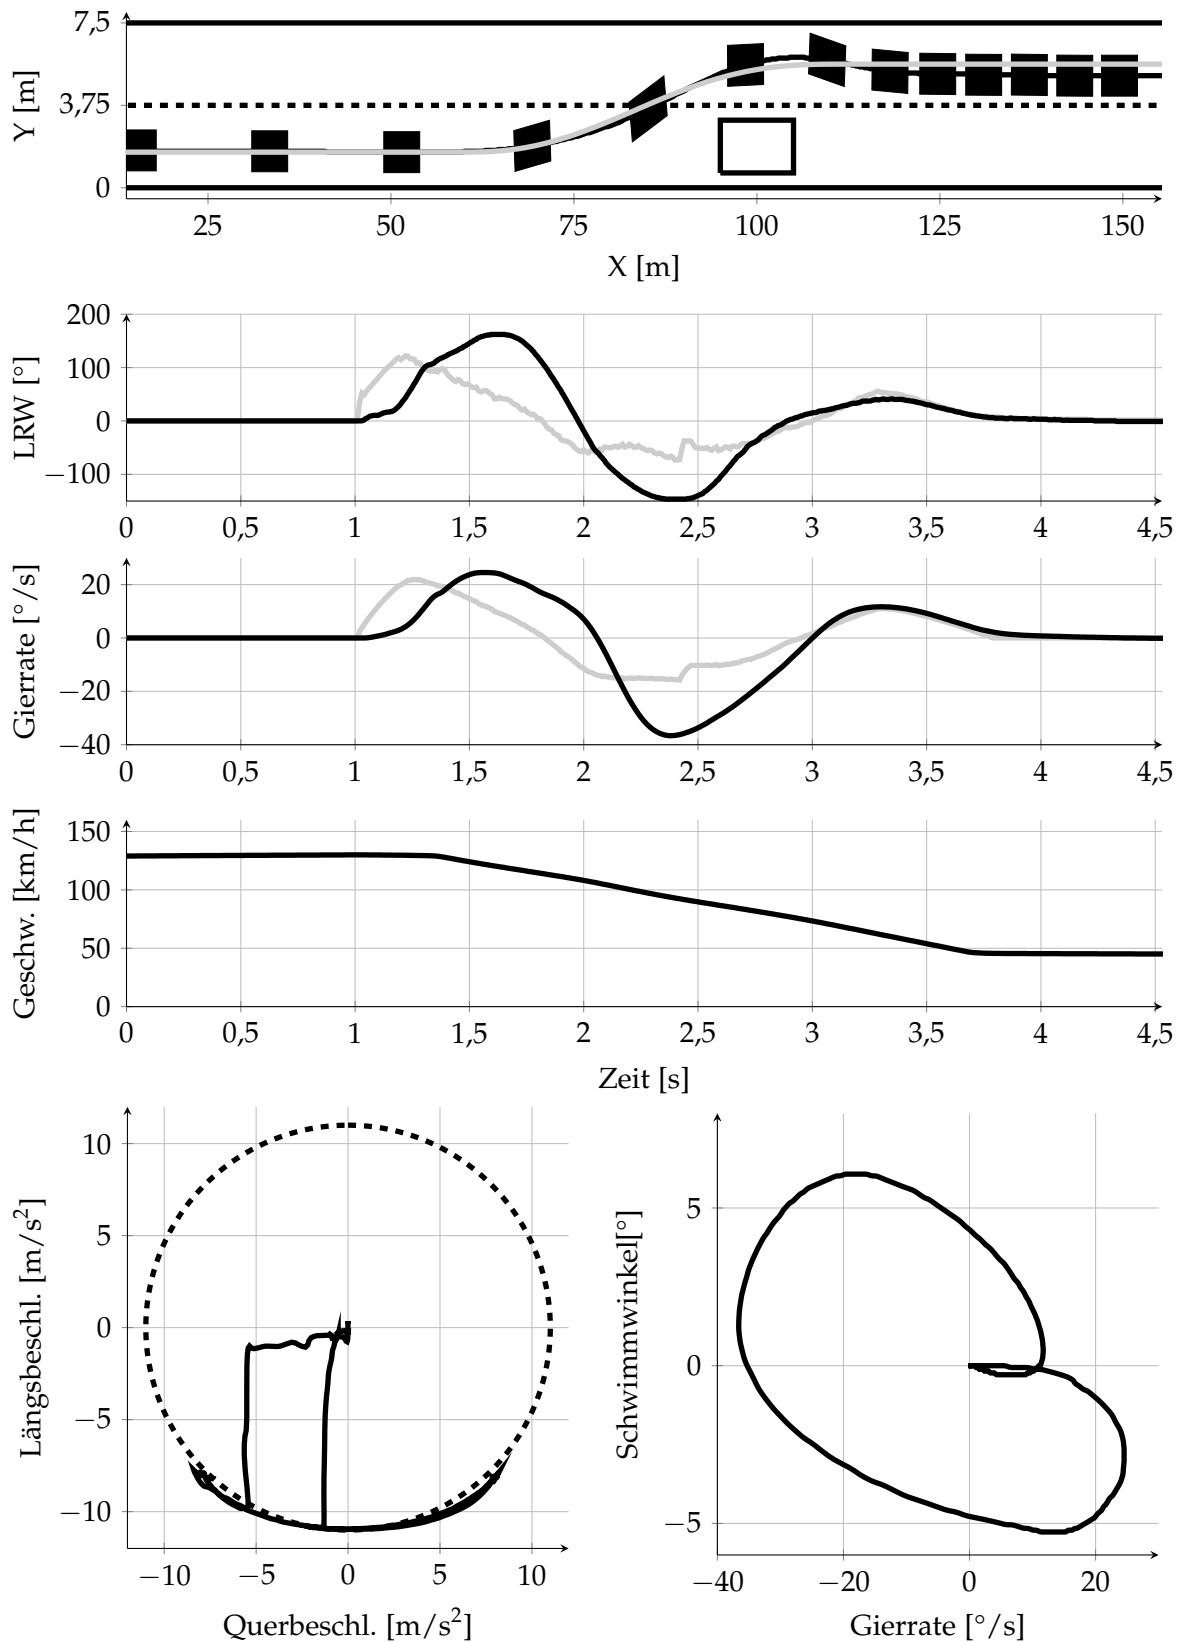 7,5
3,75
0
Y [m]
25 50 75 100 125 150
X [m]
200
100
0
−100
LRW [°]
0 0,5 1 1,5 2 2,5 3 3,5 4 4,5
20
0
−20
−40
Gierrate [°/s]
0 0,5 1 1,5 2 2,5 3 3,5 4 4,5
150
100
50
0
Geschw. [km/h]
0 0,5 1 1,5 2 2,5 3 3,5 4 4,5
Zeit [s]
10
5
0
−5
−10
Längsbeschl. [m/s²]
−10 −5 0 5 10
Querbeschl. [m/s²]
5
0
−5
Schwimmwinkel[°]
−40 −20 0 20
Gierrate [°/s]